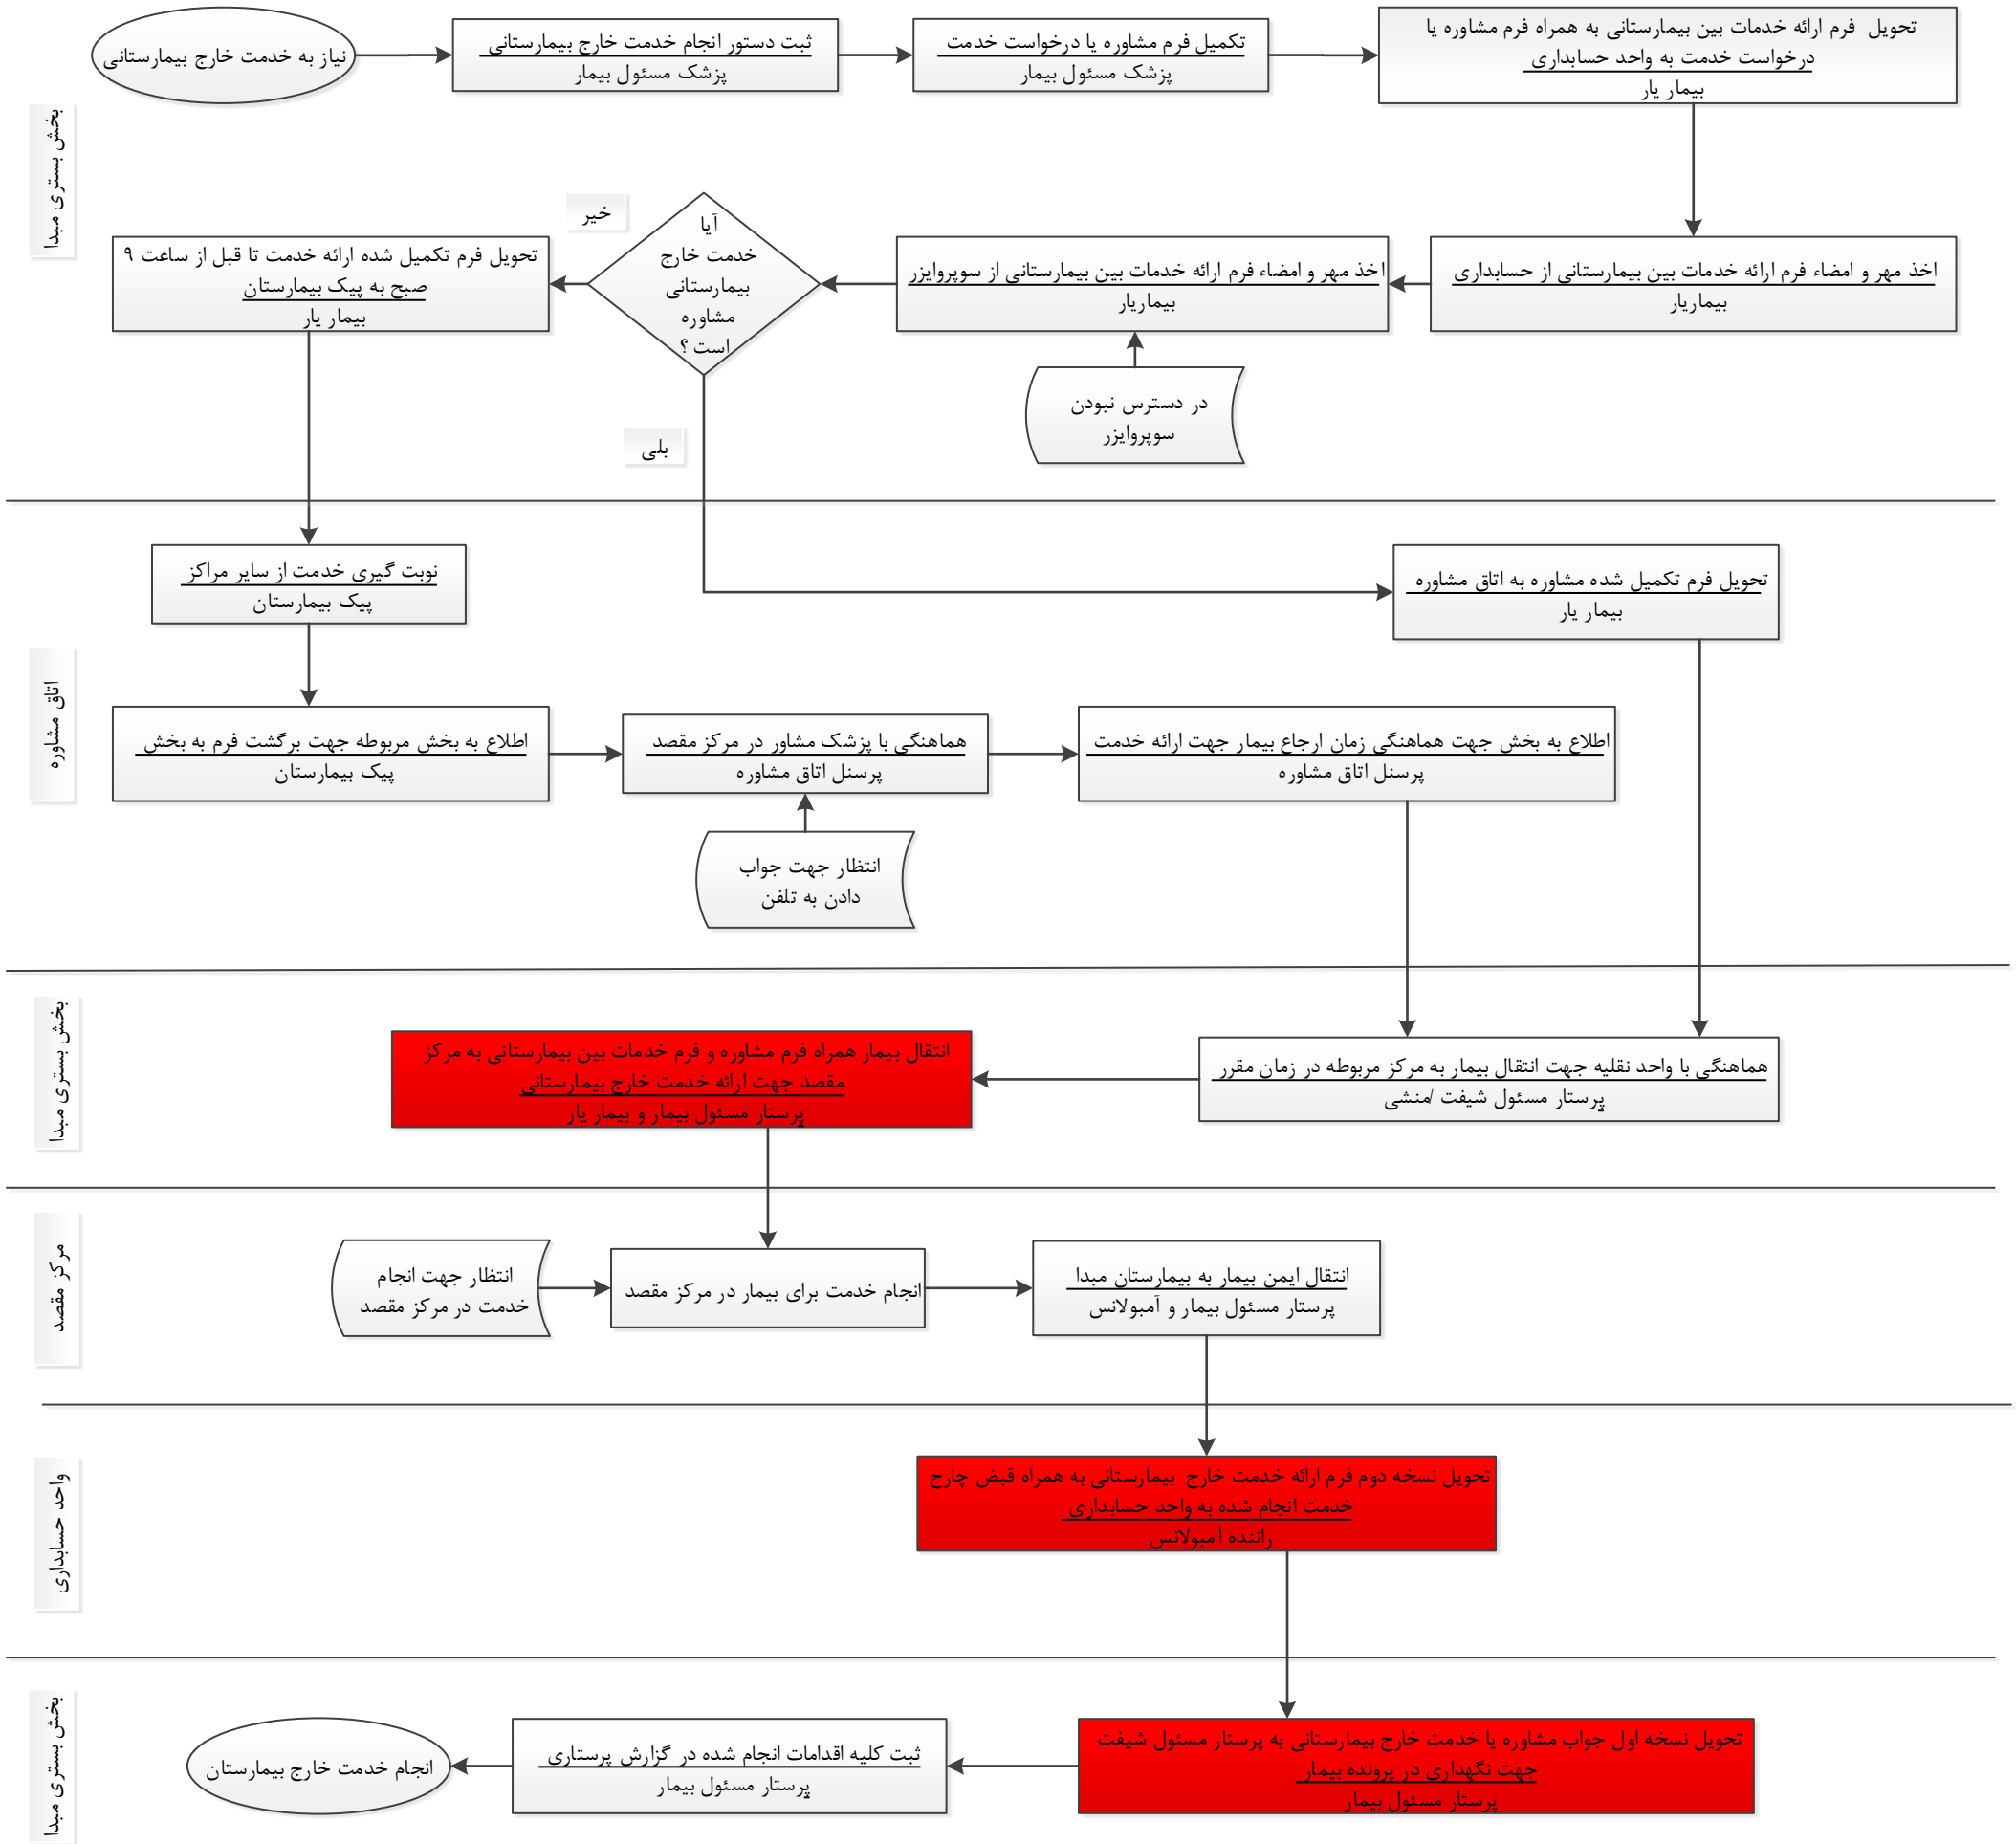 نیاز به خدمت خارج بیمارستانی
ثبت دستور انجام خدمت خارج بیمارستانی
پزشک مسئول بیمار
تکمیل فرم مشاوره یا درخواست خدمت
پزشک مسئول بیمار
تحویل فرم ارائه خدمات بین بیمارستانی به همراه فرم مشاوره یا
درخواست خدمت به واحد حسابداری
بیمار یار
بخش بستری مبدا
اخذ مهر و امضاء فرم ارائه خدمات بین بیمارستانی از حسابداری
بیماریار
اخذ مهر و امضاء فرم ارائه خدمات بین بیمارستانی از سوپروایزر
بیماریار
در دسترس نبودن
سوپروایزر
آیا
خدمت خارج
بیمارستانی
مشاوره
است ؟
خیر
بلی
تحویل فرم تکمیل شده ارائه خدمت تا قبل از ساعت ۹
صبح به پیک بیمارستان
بیمار یار
نوبت گیری خدمت از سایر مراکز
پیک بیمارستان
تحویل فرم تکمیل شده مشاوره به اتاق مشاوره
بیمار یار
اتاق مشاوره
اطلاع به بخش مربوطه جهت برگشت فرم به بخش
پیک بیمارستان
هماهنگی با پزشک مشاور در مرکز مقصد
پرسنل اتاق مشاوره
اطلاع به بخش جهت هماهنگی زمان ارجاع بیمار جهت ارائه خدمت
پرسنل اتاق مشاوره
انتظار جهت جواب
دادن به تلفن
بخش بستری مبدا
هماهنگی با واحد نقلیه جهت انتقال بیمار به مرکز مربوطه در زمان مقرر
پرستار مسئول شیفت /منشی
انتقال بیمار همراه فرم مشاوره و فرم خدمات بین بیمارستانی به مرکز
مقصد جهت ارائه خدمت خارج بیمارستانی
پرستار مسئول بیمار و بیمار یار
مرکز مقصد
انتظار جهت انجام
خدمت در مرکز مقصد
انجام خدمت برای بیمار در مرکز مقصد
انتقال ایمن بیمار به بیمارستان مبدا
پرستار مسئول بیمار و آمبولانس
واحد حسابداری
تحویل نسخه دوم فرم ارائه خدمت خارج بیمارستانی به همراه قبض چارج
خدمت انجام شده به واحد حسابداری
راننده آمبولانس
بخش بستری مبدا
تحویل نسخه اول جواب مشاوره یا خدمت خارج بیمارستانی به پرستار مسئول شیفت
جهت نگهداری در پرونده بیمار
پرستار مسئول بیمار
ثبت کلیه اقدامات انجام شده در گزارش پرستاری
پرستار مسئول بیمار
انجام خدمت خارج بیمارستان